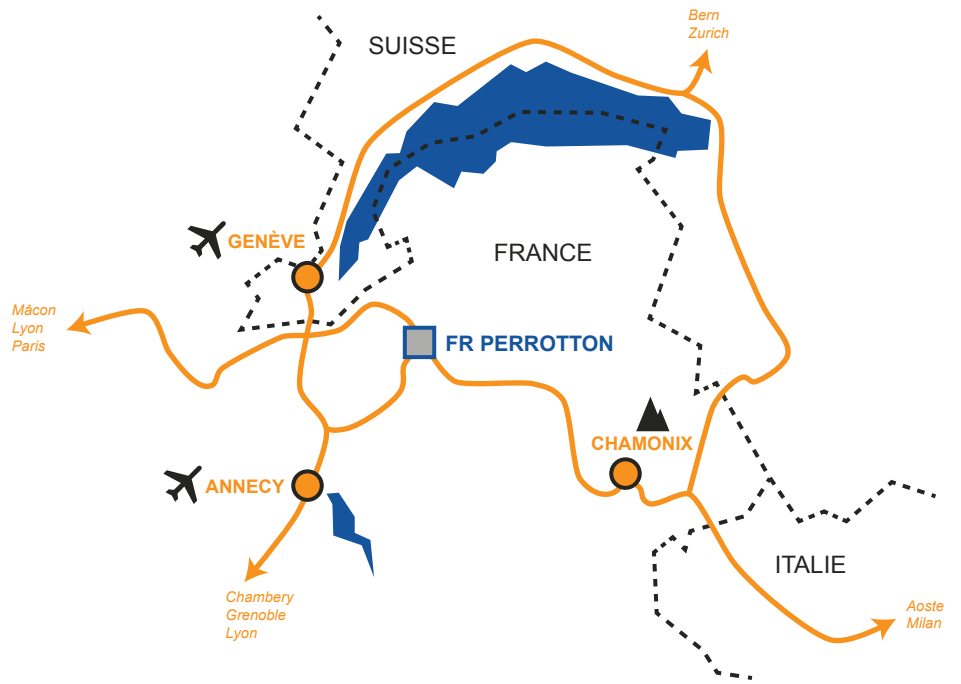 Bern
Zurich
SUISSE
GENÈVE
FRANCE
Mâcon
Lyon
Paris
FR PERROTTON
CHAMONIX
ANNECY
ITALIE
Chambery
Grenoble
Lyon
Aoste
Milan